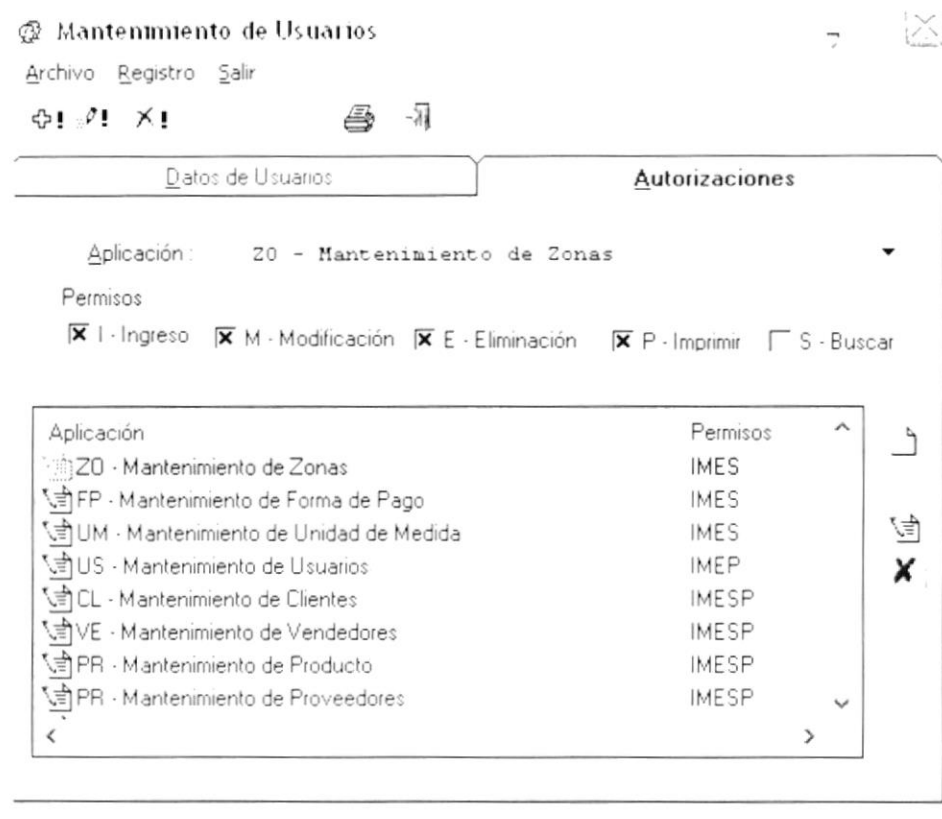 Mantenimiento de Usuarios
Archivo Registro Salir
Datos de Usuarios Autorizaciones
Aplicación : ZO - Mantenimiento de Zonas
Permisos
I - Ingreso M - Modificación E - Eliminación P - Imprimir S - Buscar
Aplicación Permisos
ZO - Mantenimiento de Zonas IMES
FP - Mantenimiento de Forma de Pago IMES
UM - Mantenimiento de Unidad de Medida IMES
US - Mantenimiento de Usuarios IMEP
CL - Mantenimiento de Clientes IMESP
VE - Mantenimiento de Vendedores IMESP
PR - Mantenimiento de Producto IMESP
PR - Mantenimiento de Proveedores IMESP